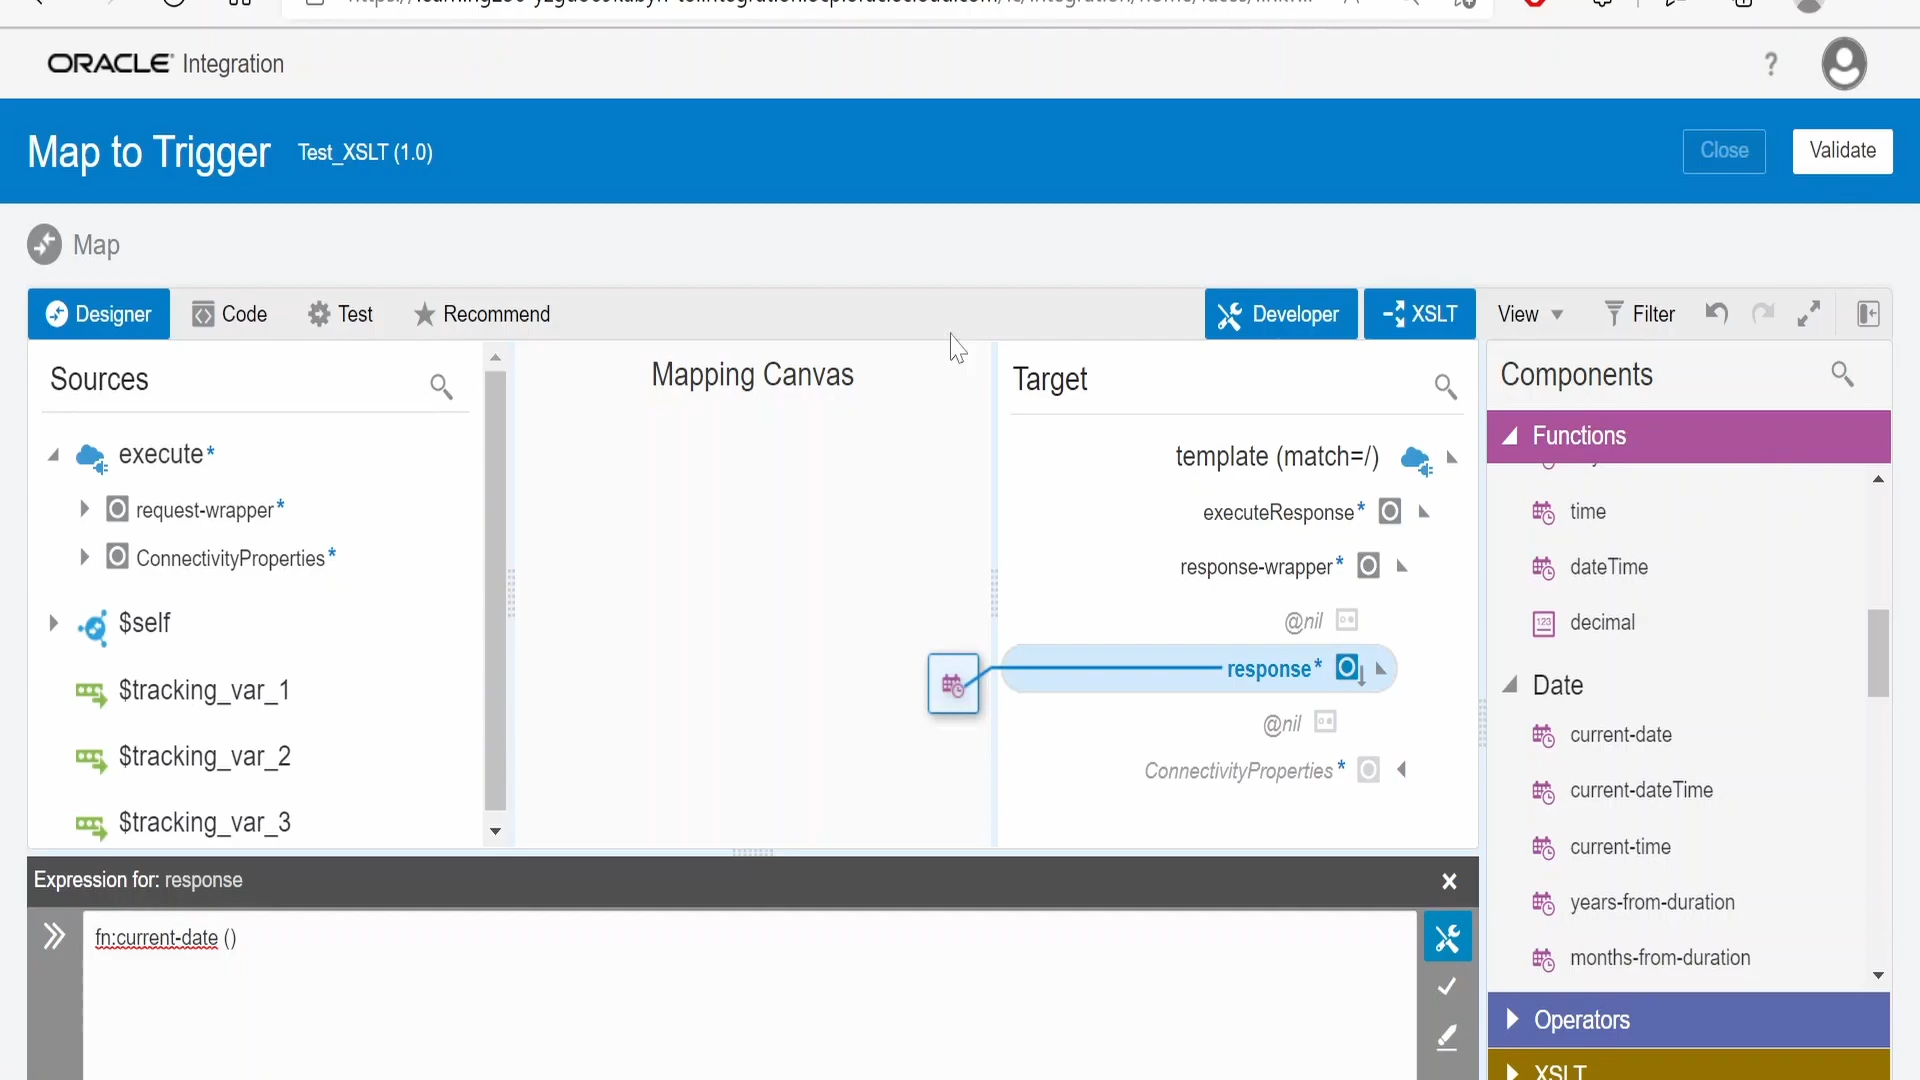 ORACLE Integration
?
Map to Trigger Test_XSLT (1.0)
Close
Validate
Map
Designer
Code
Test
Recommend
Developer
XSLT
View
Filter
Sources
execute*
request-wrapper*
ConnectivityProperties*
$self
$tracking_var_1
$tracking_var_2
$tracking_var_3
Mapping Canvas
Target
template (match=/)
executeResponse*
response-wrapper*
@nil
response*
@nil
ConnectivityProperties*
Components
Functions
time
dateTime
123 decimal
Date
current-date
current-dateTime
current-time
years-from-duration
months-from-duration
Operators
XSLT
Expression for: response
fn:current-date ()